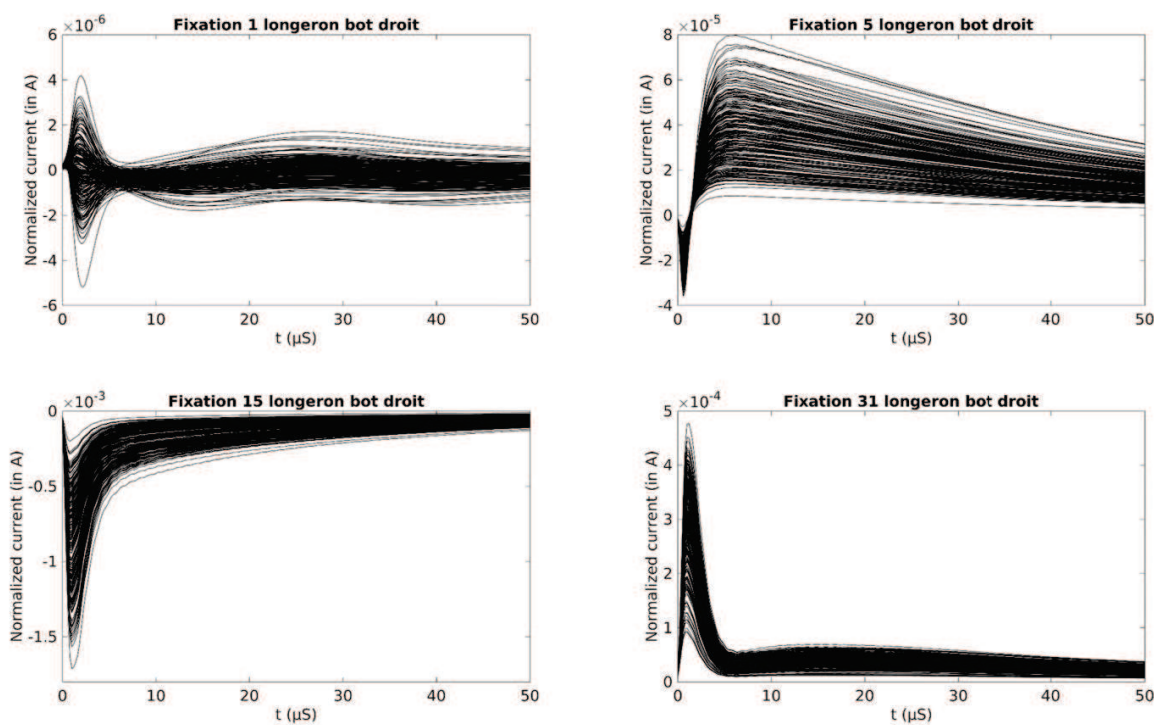 ×10⁻⁶
Fixation 1 longeron bot droit
6
4
2
0
-2
-4
-6
Normalized current (in A)
0 10 20 30 40 50
t (µS)
×10⁻⁵
Fixation 5 longeron bot droit
8
6
4
2
0
-2
-4
Normalized current (in A)
0 10 20 30 40 50
t (µS)
×10⁻³
Fixation 15 longeron bot droit
0
-0.5
-1
-1.5
Normalized current (in A)
0 10 20 30 40 50
t (µS)
×10⁻⁴
Fixation 31 longeron bot droit
5
4
3
2
1
0
Normalized current (in A)
0 10 20 30 40 50
t (µS)